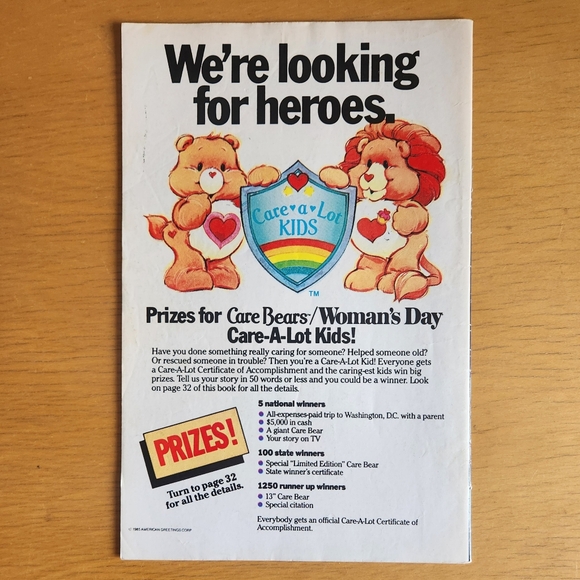 We're looking
for heroes.
Care♥a♥Lot
KIDS
TM
Prizes for Care Bears/Woman's Day
Care-A-Lot Kids!
Have you done something really caring for someone? Helped someone old?
Or rescued someone in trouble? Then you're a Care-A-Lot Kid! Everyone gets
a Care-A-Lot Certificate of Accomplishment and the caring-est kids win big
prizes. Tell us your story in 50 words or less and you could be a winner. Look
on page 32 of this book for all the details.
PRIZES!
Turn to page 32
for all the details.
5 national winners
● All-expenses-paid trip to Washington, D.C. with a parent
● $5,000 in cash
● A giant Care Bear
● Your story on TV
100 state winners
● Special "Limited Edition" Care Bear
● State winner's certificate
1250 runner up winners
● 13" Care Bear
● Special citation
Everybody gets an official Care-A-Lot Certificate of
Accomplishment.
AMERICAN GREETINGS CORP